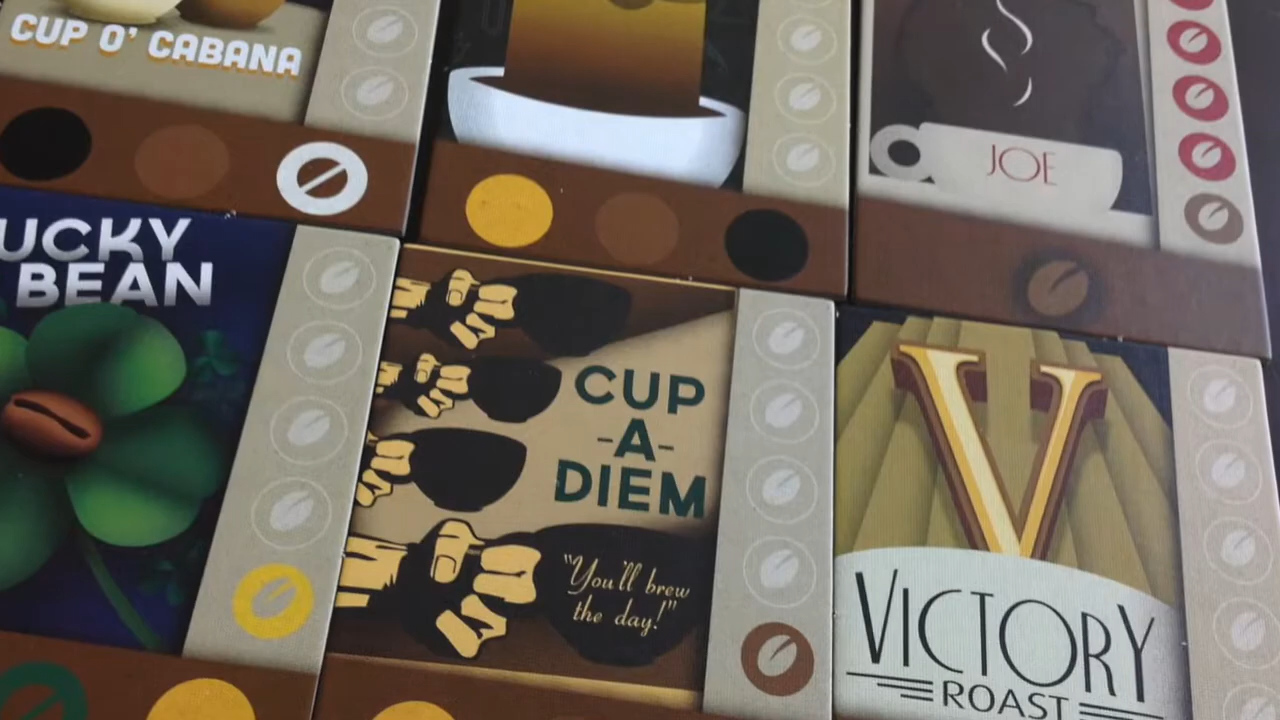 CUP O' CABANA
JOE
UCKY
BEAN
CUP
-A-
DIEM
"You'll brew
the day!"
V
VICTORY
ROAST